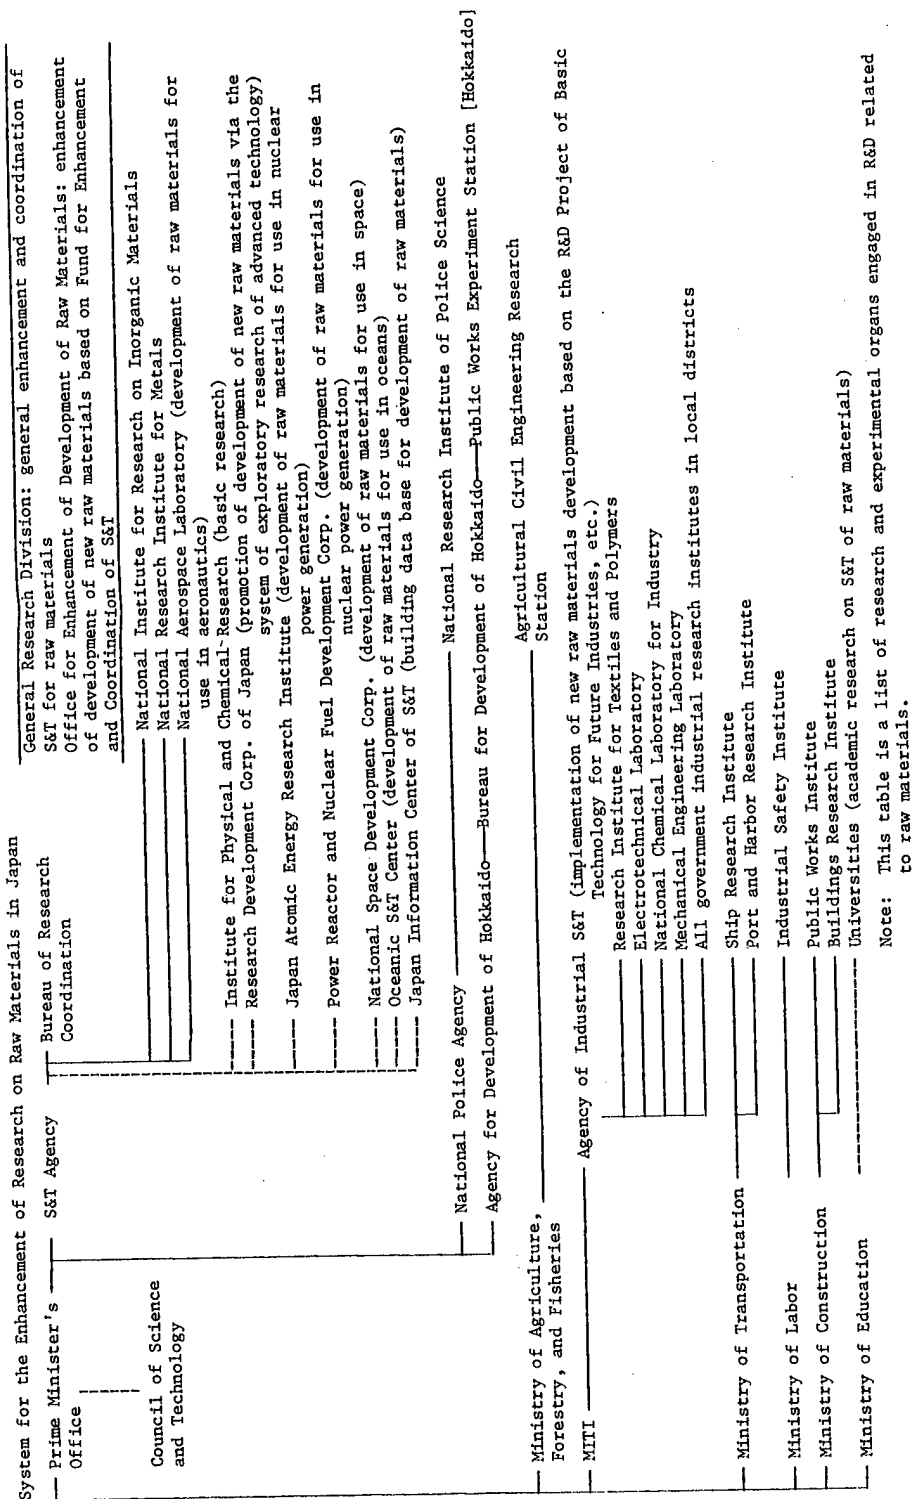 System for the Enhancement of Research on Raw Materials in Japan
Prime Minister's
Office
Council of Science
and Technology
S&T Agency
Bureau of Research
Coordination
General Research Division: general enhancement and coordination of
S&T for raw materials
Office for Enhancement of Development of Raw Materials: enhancement
of development of new raw materials based on Fund for Enhancement
and Coordination of S&T
National Institute for Research on Inorganic Materials
National Research Institute for Metals
National Aerospace Laboratory (development of raw materials for
use in aeronautics)
Institute for Physical and Chemical Research (basic research)
Research Development Corp. of Japan (promotion of development of new raw materials via the
system of exploratory research of advanced technology)
Japan Atomic Energy Research Institute (development of raw materials for use in nuclear
power generation)
Power Reactor and Nuclear Fuel Development Corp. (development of raw materials for use in
nuclear power generation)
National Space Development Corp. (development of raw materials for use in space)
Oceanic S&T Center (development of raw materials for use in oceans)
Japan Information Center of S&T (building data base for development of raw materials)
National Police Agency
National Research Institute of Police Science
Agency for Development of Hokkaido
Bureau for Development of Hokkaido
Public Works Experiment Station [Hokkaido]
Ministry of Agriculture,
Forestry, and Fisheries
Agricultural Civil Engineering Research
Station
MITI
Agency of Industrial S&T (implementation of new raw materials development based on the R&D Project of Basic
Technology for Future Industries, etc.)
Research Institute for Textiles and Polymers
Electrotechnical Laboratory
National Chemical Laboratory for Industry
Mechanical Engineering Laboratory
All government industrial research institutes in local districts
Ministry of Transportation
Ship Research Institute
Port and Harbor Research Institute
Ministry of Labor
Industrial Safety Institute
Ministry of Construction
Public Works Institute
Buildings Research Institute
Ministry of Education
Universities (academic research on S&T of raw materials)
Note: This table is a list of research and experimental organs engaged in R&D related
to raw materials.